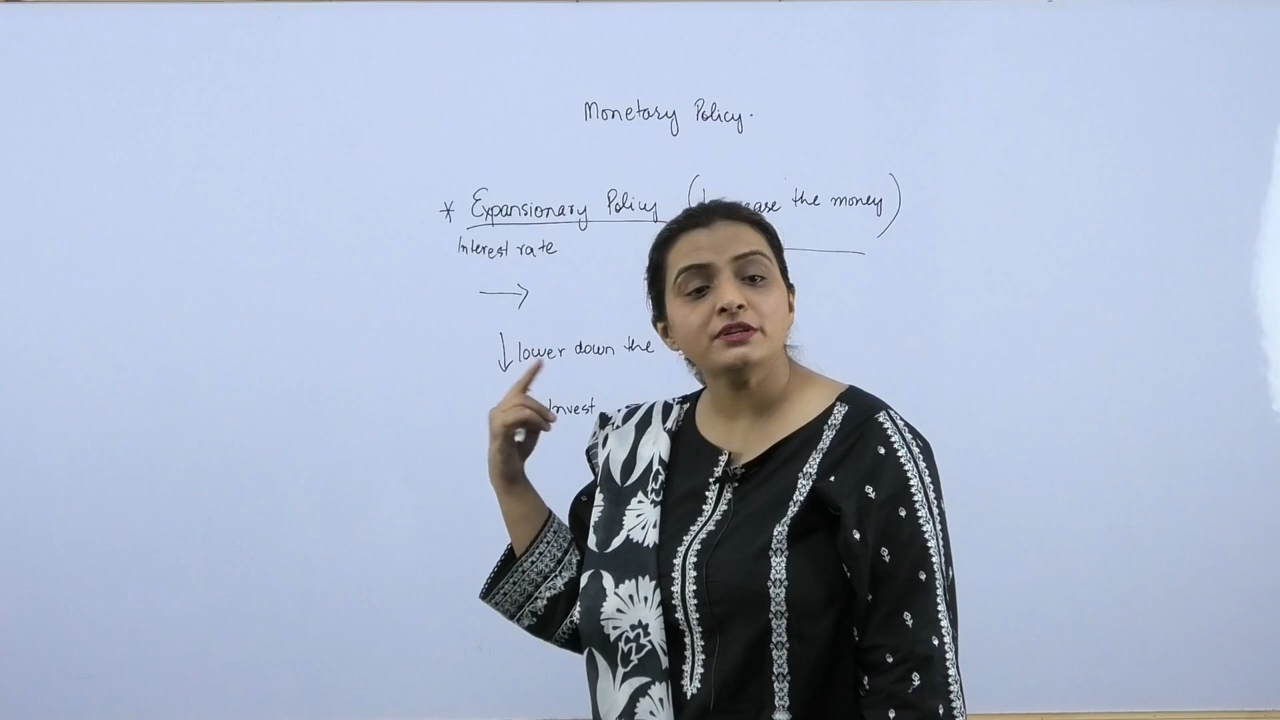 Monetary Policy.
* Expansionary Policy ( the money)
Interest rate
→
↓ lower down the
Invest